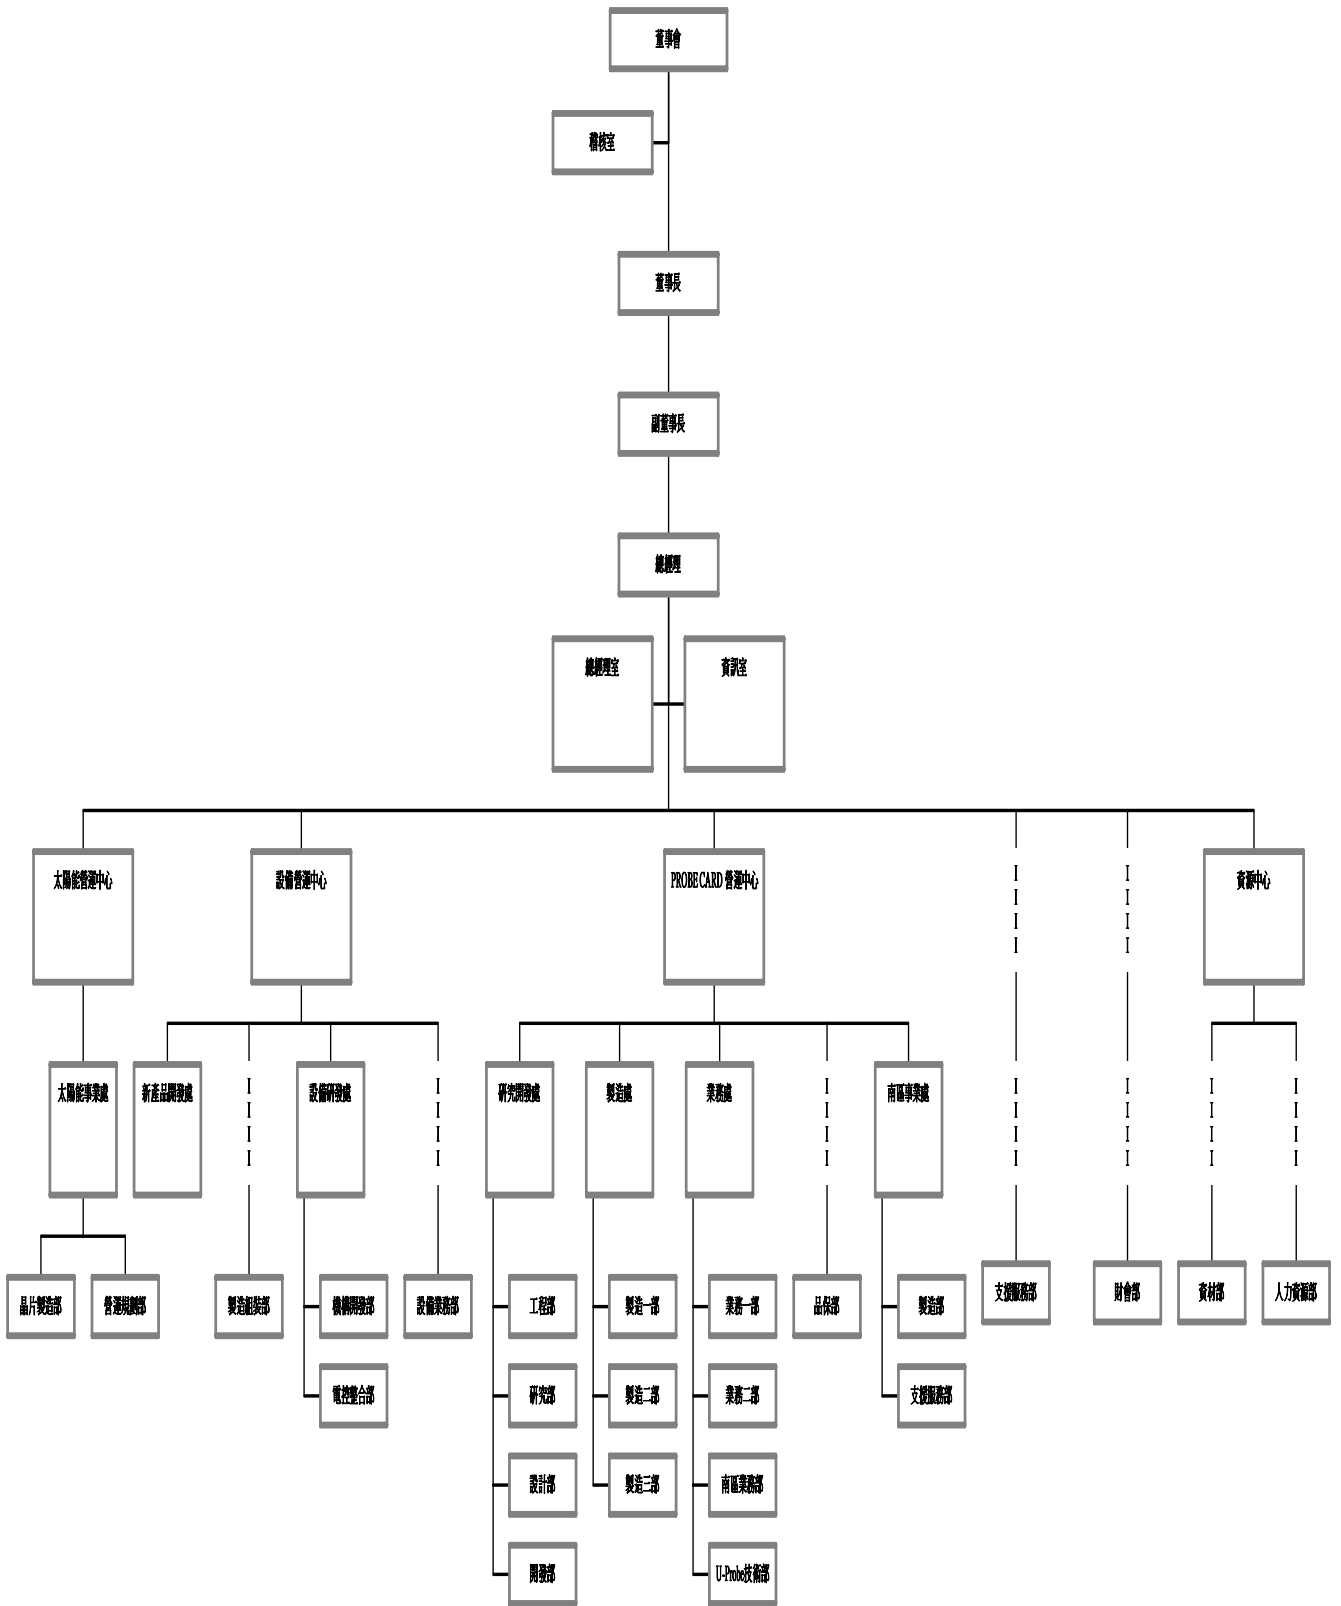 董事會
稽核室
董事長
副董事長
總經理
總經理室
資訊室
太陽能營運中心
設備營運中心
PROBE CARD 營運中心
資源中心
太陽能事業處
新產品開發處
設備研發處
研究開發處
製造處
業務處
南區事業處
晶片製造部
營運規劃部
製造組裝部
機構開發部
設備業務部
工程部
製造一部
業務一部
品保部
製造部
支援服務部
財會部
資材部
人力資源部
電控整合部
研究部
製造二部
業務二部
支援服務部
設計部
製造三部
南區業務部
開發部
U-Probe技術部